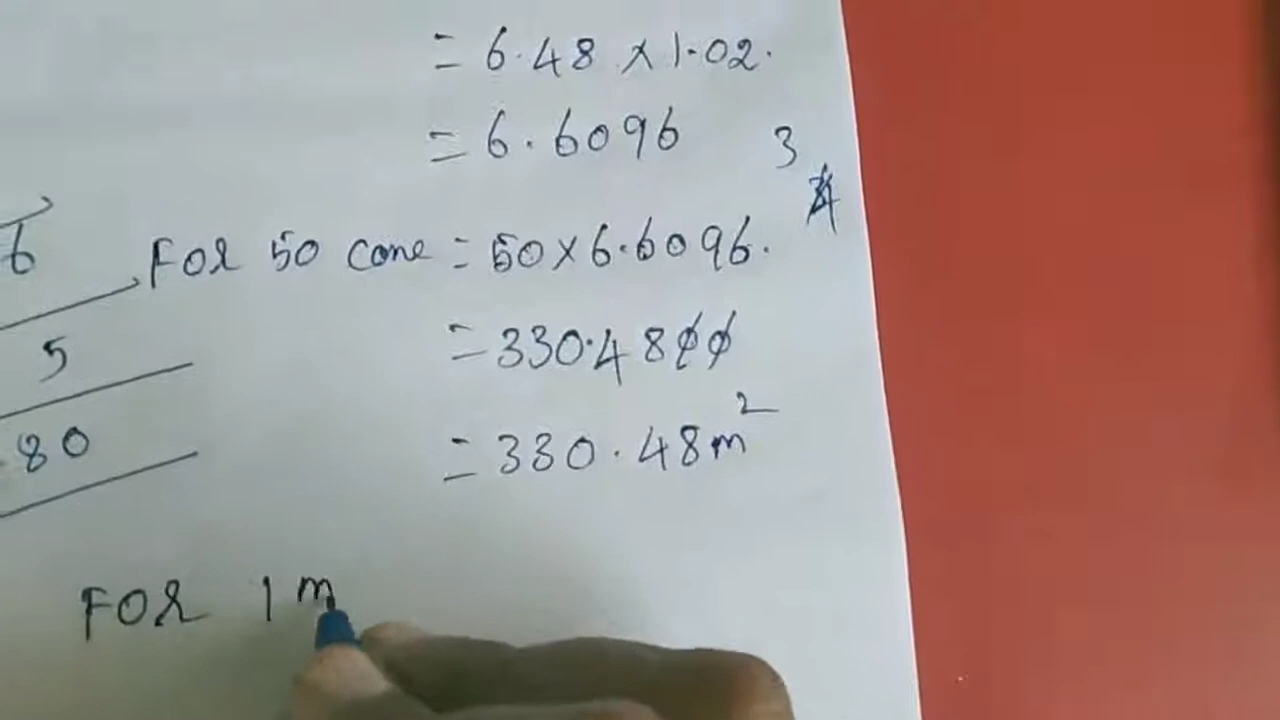 = 6.48 × 1.02.
= 6.6096
3
6
For 50 cone = 50×6.6096.
5
= 330.4800
80
= 330.48m²
For 1 m